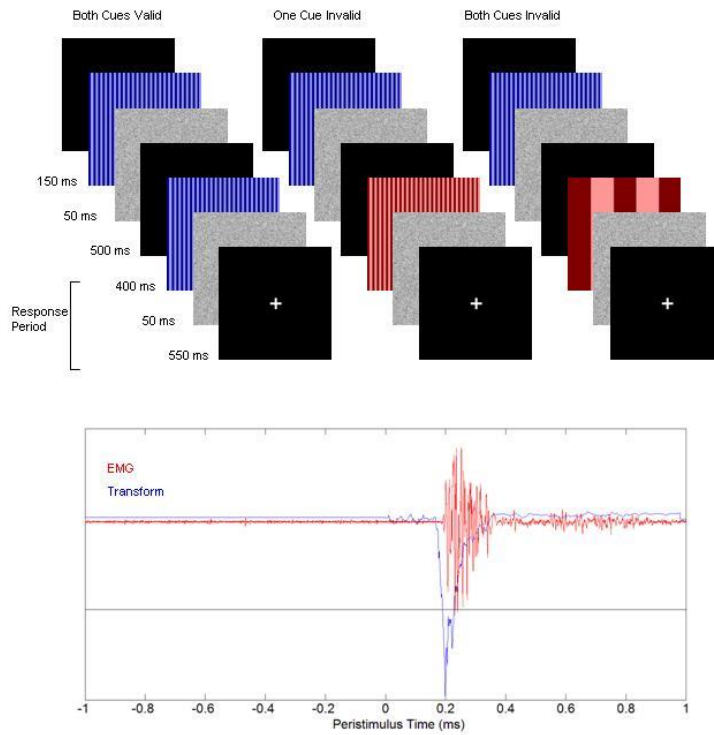 Both Cues Valid
One Cue Invalid
Both Cues Invalid
150 ms
50 ms
500 ms
400 ms
Response
Period
50 ms
550 ms
EMG
Transform
-1 -0.8 -0.6 -0.4 -0.2 0 0.2 0.4 0.6 0.8 1
Peristimulus Time (ms)